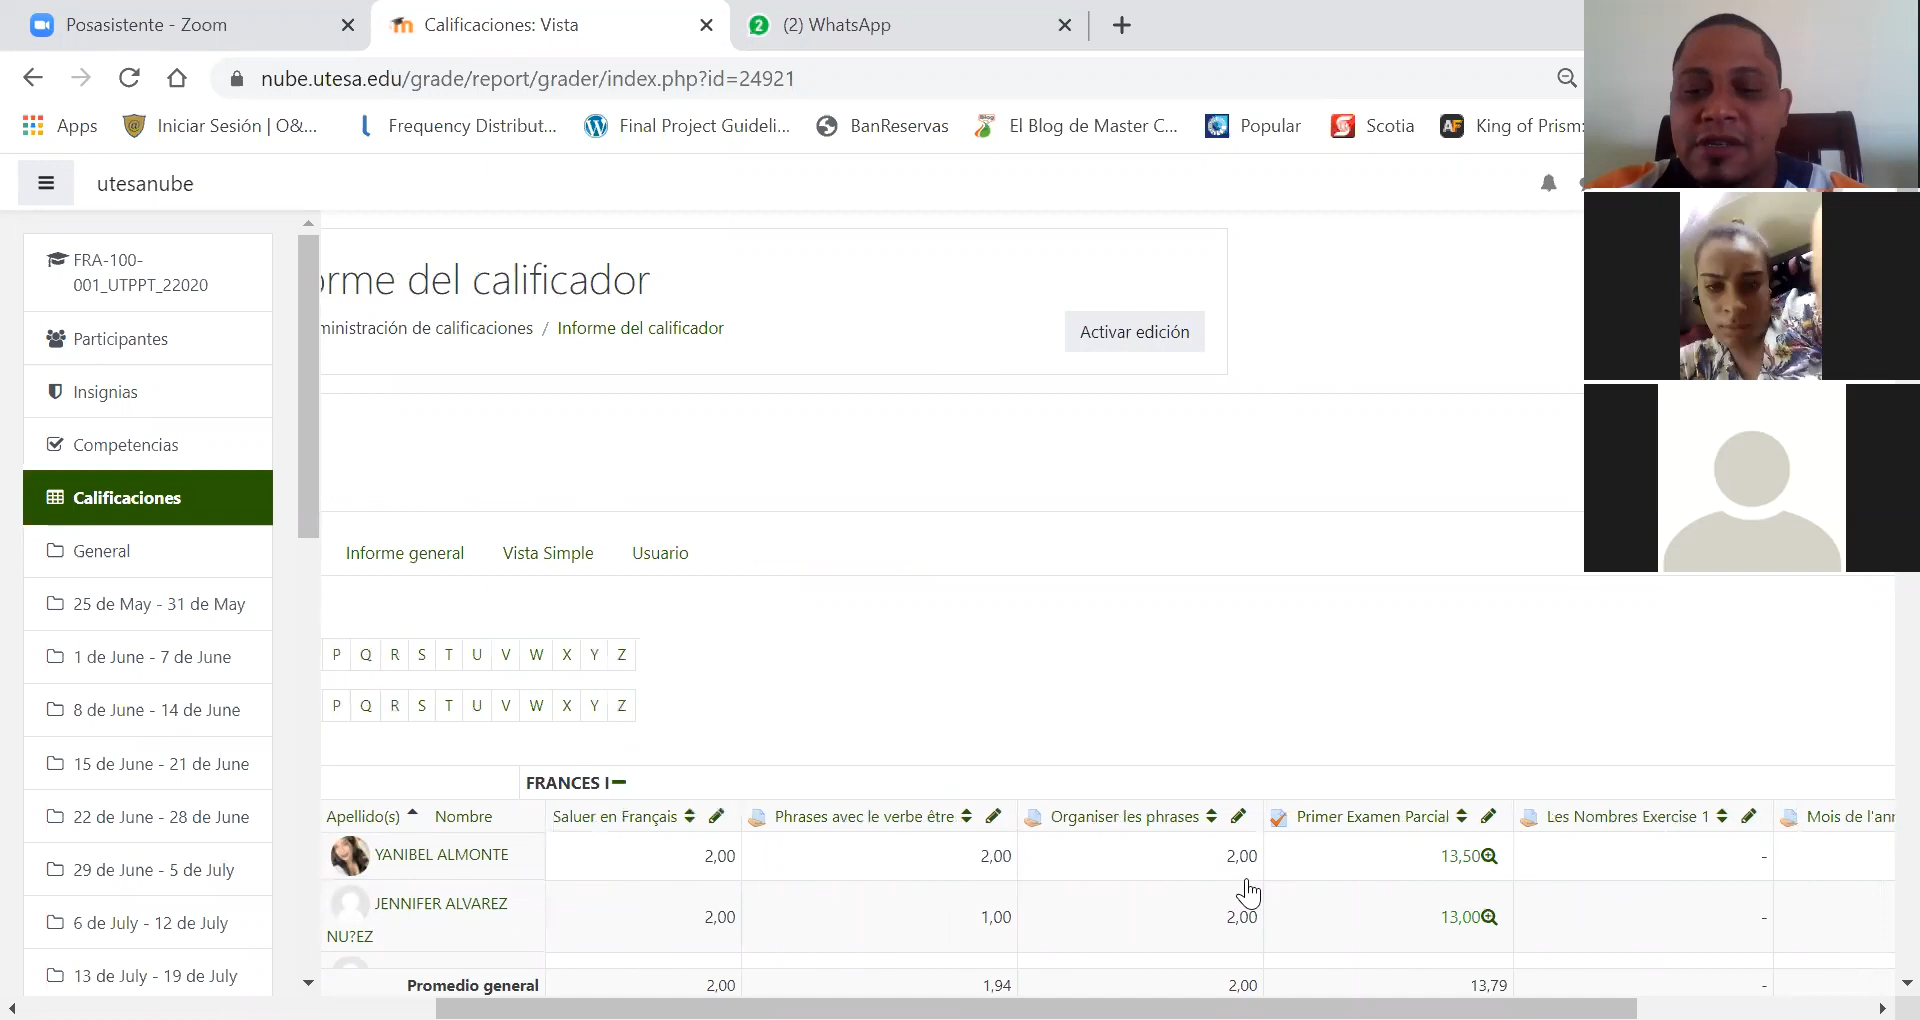 Posasistente - Zoom
Calificaciones: Vista
2
(2) WhatsApp
nube.utesa.edu/grade/report/grader/index.php?id=24921
Apps
Iniciar Sesión | O&...
Frequency Distribut...
Final Project Guideli...
BanReservas
Blog
El Blog de Master C...
Popular
Scotia
AF
King of Prism:
utesanube
FRA-100-
001_UTPPT_22020
Participantes
Insignias
Competencias
Calificaciones
General
25 de May - 31 de May
1 de June - 7 de June
8 de June - 14 de June
15 de June - 21 de June
22 de June - 28 de June
29 de June - 5 de July
6 de July - 12 de July
13 de July - 19 de July
orme del calificador
ministración de calificaciones / Informe del calificador
Activar edición
Informe general Vista Simple Usuario
P Q R S T U V W X Y Z
P Q R S T U V W X Y Z
FRANCES I
Apellido(s) Nombre Saluer en Français Phrases avec le verbe être Organiser les phrases Primer Examen Parcial Les Nombres Exercise 1 Mois de l'anr
YANIBEL ALMONTE 2,00 2,00 2,00 13,50 -
JENNIFER ALVAREZ
NU?EZ 2,00 1,00 2,00 13,00 -
Promedio general 2,00 1,94 2,00 13,79 -